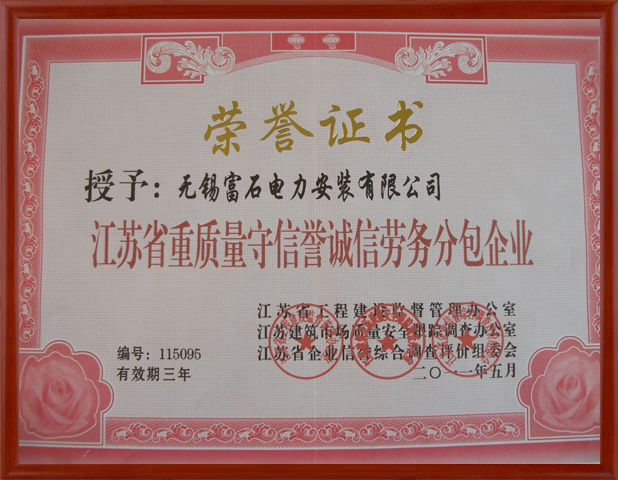 荣誉证书
授予：无锡富石电力安装有限公司
江苏省重质量守信誉诚信劳务分包企业
江苏省工程建设监督管理办公室
江苏建筑市场质量安全跟踪调查办公室
江苏省企业信誉综合调查评价组委会
二〇一一年五月
编号：115095
有效期三年